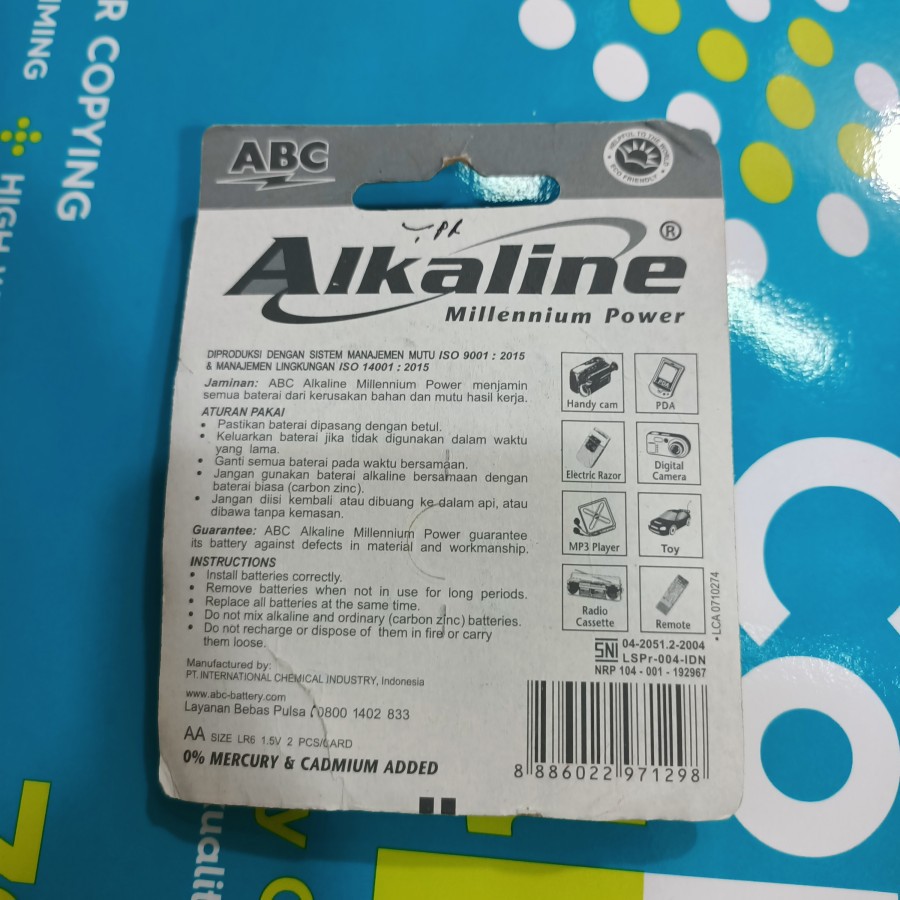 R COPYING
MMING
HIGH
ABC
HELPFUL TO THE WORLD
ECO FRIENDLY
Alkaline®
Millennium Power
DIPRODUKSI DENGAN SISTEM MANAJEMEN MUTU ISO 9001 : 2015
& MANAJEMEN LINGKUNGAN ISO 14001 : 2015
Jaminan: ABC Alkaline Millennium Power menjamin
semua baterai dari kerusakan bahan dan mutu hasil kerja.
ATURAN PAKAI
• Pastikan baterai dipasang dengan betul.
• Keluarkan baterai jika tidak digunakan dalam waktu
yang lama.
• Ganti semua baterai pada waktu bersamaan.
• Jangan gunakan baterai alkaline bersamaan dengan
baterai biasa (carbon zinc).
• Jangan diisi kembali atau dibuang ke dalam api, atau
dibawa tanpa kemasan.
Guarantee: ABC Alkaline Millennium Power guarantee
its battery against defects in material and workmanship.
INSTRUCTIONS
• Install batteries correctly.
• Remove batteries when not in use for long periods.
• Replace all batteries at the same time.
• Do not mix alkaline and ordinary (carbon zinc) batteries.
• Do not recharge or dispose of them in fire or carry
them loose.
Manufactured by:
PT. INTERNATIONAL CHEMICAL INDUSTRY, Indonesia
www.abc-battery.com
Layanan Bebas Pulsa 0800 1402 833
AA SIZE LR6 1.5V 2 PCS/CARD
0% MERCURY & CADMIUM ADDED
Handy cam
PDA
PDA
Electric Razor
Digital
Camera
MP3 Player
Toy
Radio
Cassette
Remote
• LCA 0710274
SNI 04-2051.2-2004
LSPr-004-IDN
NRP 104 - 001 - 192967
8 886022 971298
Co